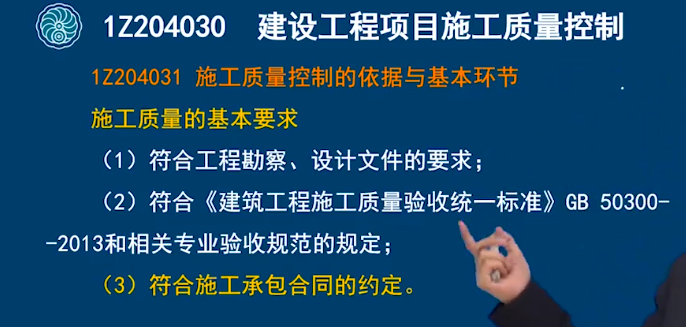 1Z204030 建设工程项目施工质量控制
1Z204031 施工质量控制的依据与基本环节
施工质量的基本要求
（1）符合工程勘察、设计文件的要求；
（2）符合《建筑工程施工质量验收统一标准》GB 50300-
-2013和相关专业验收规范的规定；
（3）符合施工承包合同的约定。